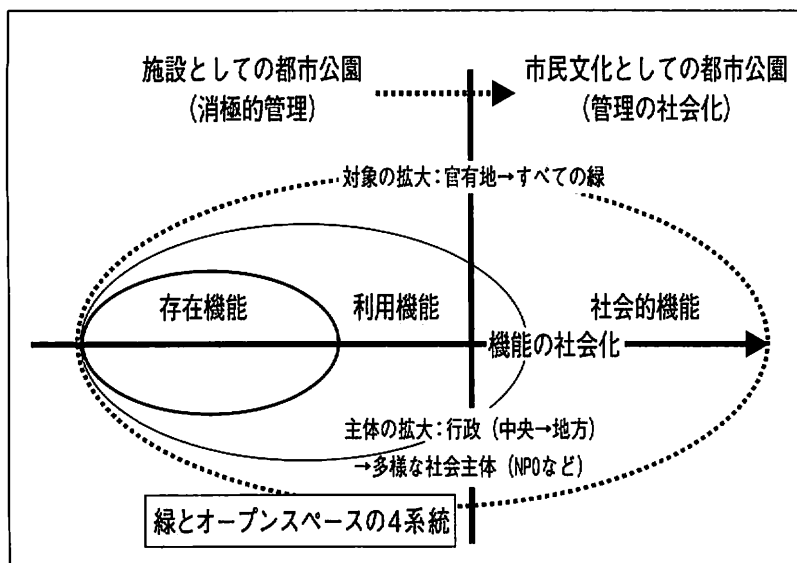 施設としての都市公園
(消極的管理)
市民文化としての都市公園
(管理の社会化)
対象の拡大：官有地→すべての緑
存在機能
利用機能
社会的機能
機能の社会化
主体の拡大：行政（中央→地方）
→多様な社会主体（NPOなど）
緑とオープンスペースの4系統